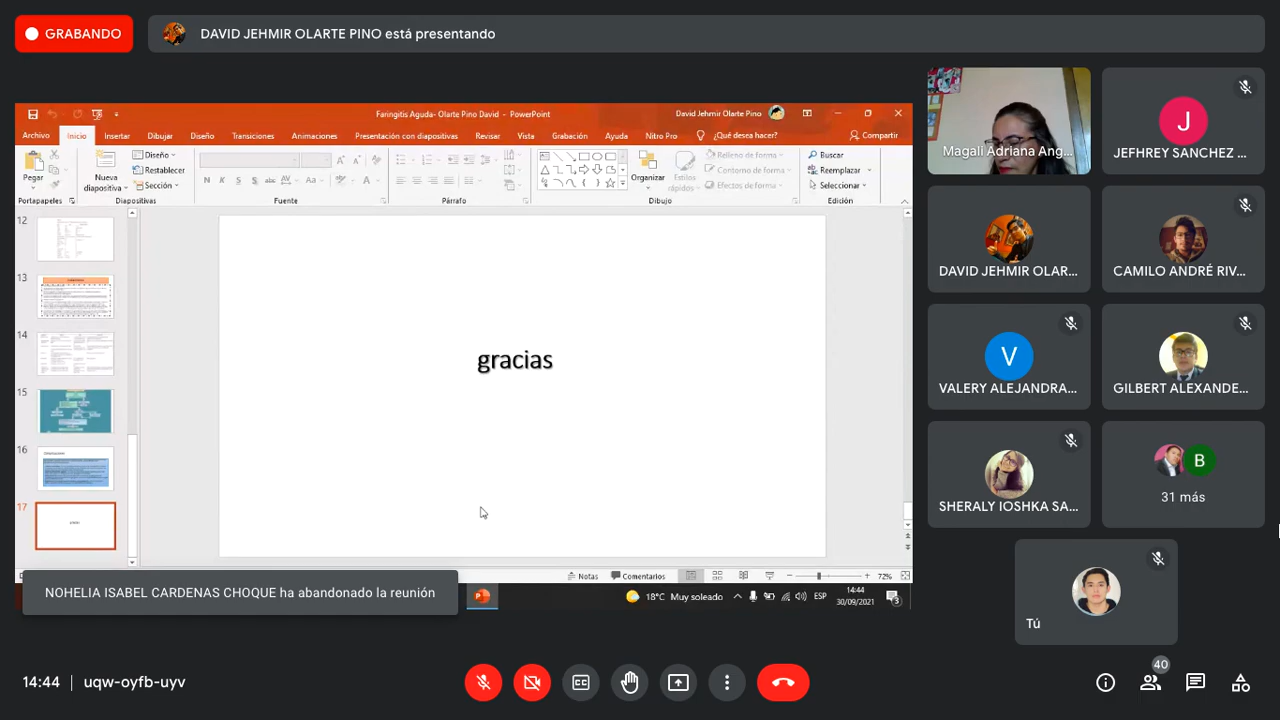 GRABANDO
DAVID JEHMIR OLARTE PINO está presentando
Faringitis Aguda- Olarte Pino David - PowerPoint
David Jehmir Olarte Pino
Archivo Inicio Insertar Dibujar Diseño Transiciones Animaciones Presentación con diapositivas Revisar Vista Grabación Ayuda Nitro Pro ¿Qué desea hacer? Compartir
Pegar
Nueva diapositiva
Diseño
Restablecer
Sección
N K S S abc AV Aa A
Organizar
Estilos rápidos
Relleno de forma
Contorno de forma
Efectos de forma
Buscar
Reemplazar
Seleccionar
Portapapeles Diapositivas Fuente Párrafo Dibujo Edición
12
13
14
15
16
17
gracias
Notas Comentarios 72%
NOHELIA ISABEL CARDENAS CHOQUE ha abandonado la reunión
18°C Muy soleado ESP 14:44
30/09/2021
3
Magali Adriana Ang...
J
JEFHREY SANCHEZ ...
DAVID JEHMIR OLAR...
CAMILO ANDRÉ RIV...
V
VALERY ALEJANDRA...
GILBERT ALEXANDE...
SHERALY IOSHKA SA...
B
31 más
Tú
14:44 | uqw-oyfb-uyv
CC
40